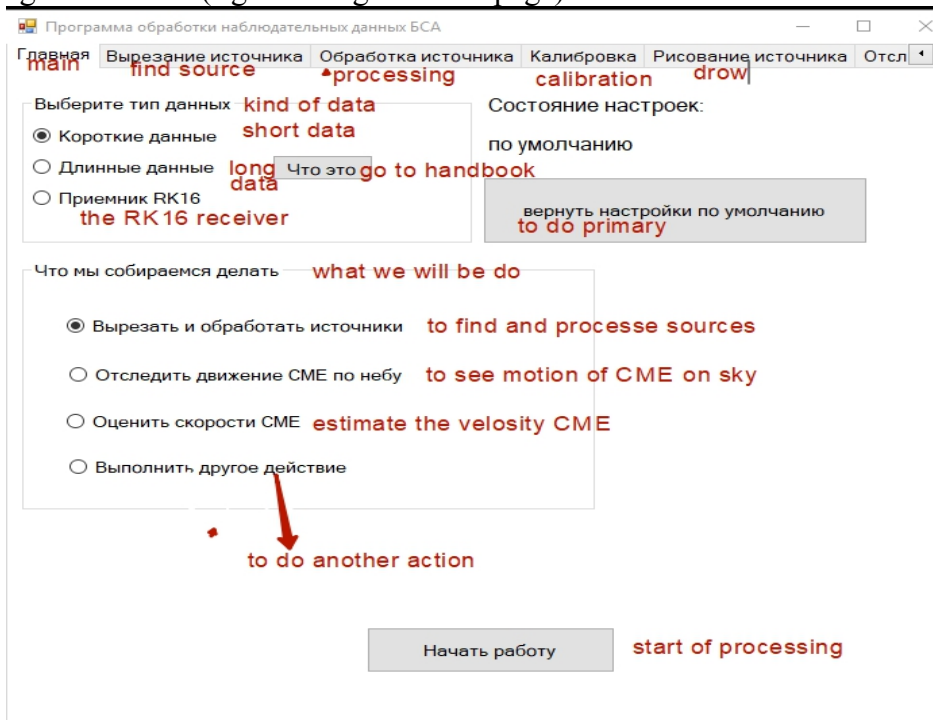 Программа обработки наблюдательных данных БСА
Главная Вырезание источника Обработка источника Калибровка Рисование источника Отсл
main find source processing calibration drow
Выберите тип данных kind of data
Состояние настроек:
Короткие данные short data
по умолчанию
Длинные данные long data Что это go to handbook
Приемник RK16
the RK16 receiver
вернуть настройки по умолчанию
to do primary
Что мы собираемся делать what we will be do
Вырезать и обработать источники to find and processe sources
Отследить движение СМЕ по небу to see motion of CME on sky
Оценить скорости СМЕ estimate the velosity CME
Выполнить другое действие
to do another action
Начать работу start of processing